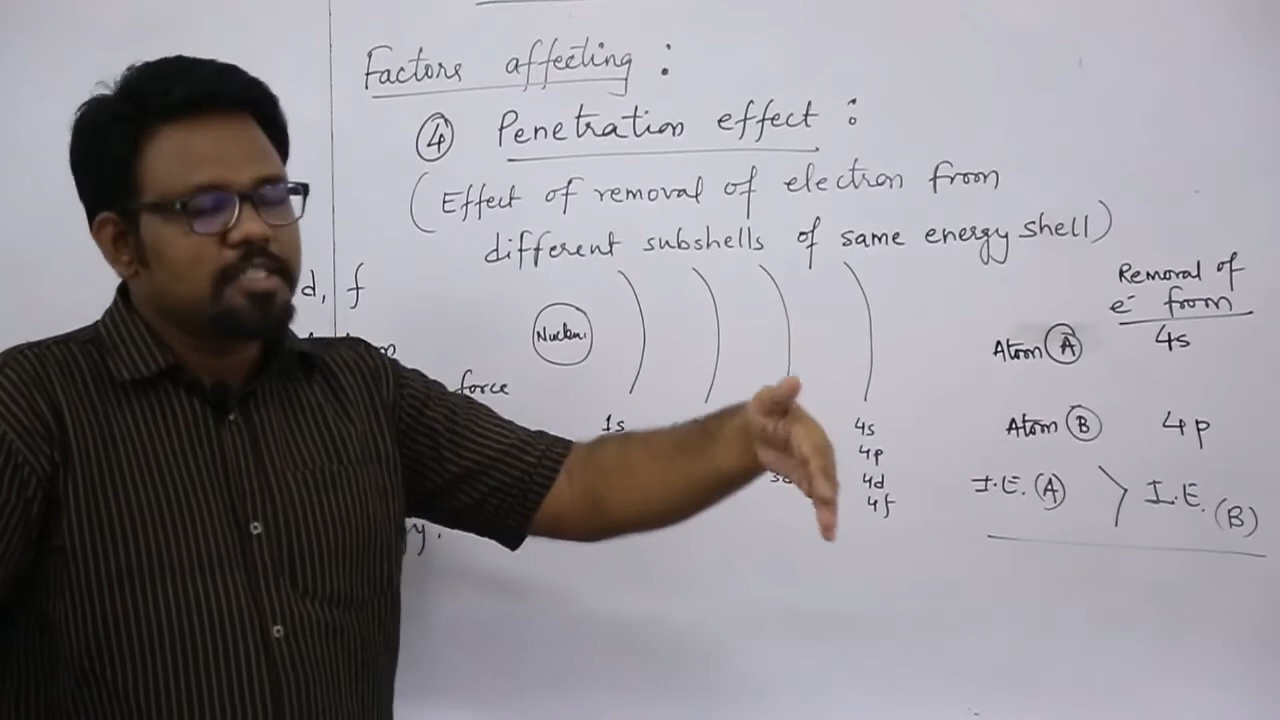 Factors affecting :
④ Penetration effect :
(Effect of removal of electron from
different subshells of same energy shell)
d, f
force
y.
1s
4s
4p
4d
4f
Removal of
e⁻ from
Atom Ⓐ 4s
Atom Ⓑ 4p
I.E. Ⓐ > I.E. (B)